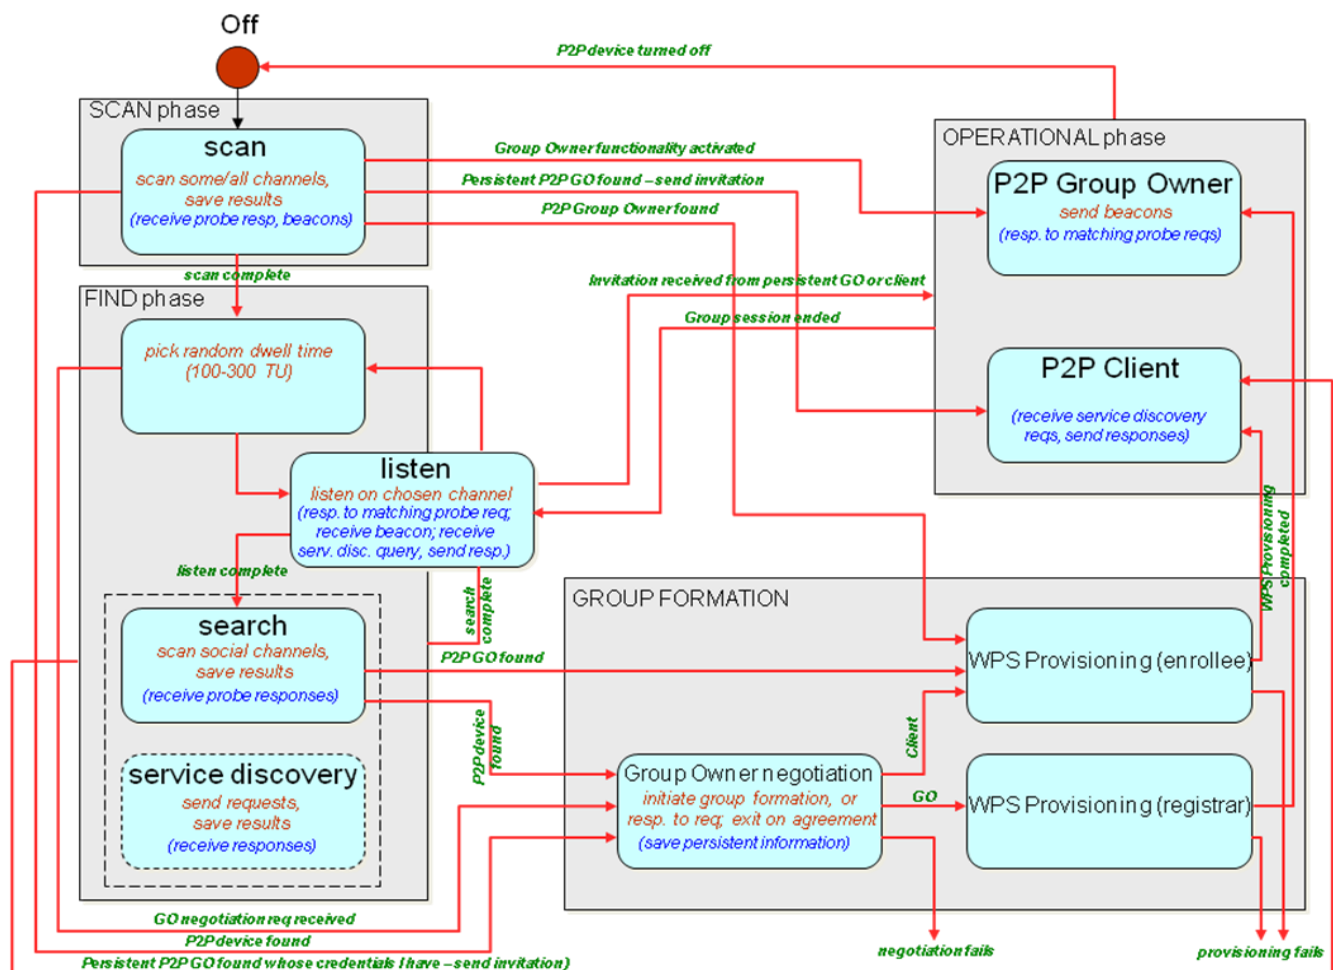 Off
P2P device turned off
SCAN phase
scan
scan some/all channels,
save results
(receive probe resp, beacons)
Group Owner functionality activated
Persistent P2P GO found – send invitation
P2P Group Owner found
OPERATIONAL phase
P2P Group Owner
send beacons
(resp. to matching probe reqs)
scan complete
Invitation received from persistent GO or client
Group session ended
FIND phase
pick random dwell time
(100-300 TU)
P2P Client
(receive service discovery
reqs, send responses)
listen
listen on chosen channel
(resp. to matching probe req;
receive beacon; receive
serv. disc. query, send resp.)
WPS Provisioning
completed
listen complete
search
complete
search
scan social channels,
save results
(receive probe responses)
P2P GO found
P2P device
found
service discovery
send requests,
save results
(receive responses)
GROUP FORMATION
WPS Provisioning (enrollee)
Client
Group Owner negotiation
initiate group formation, or
resp. to req; exit on agreement
(save persistent information)
GO
WPS Provisioning (registrar)
GO negotiation req received
P2P device found
Persistent P2P GO found whose credentials I have – send invitation)
negotiation fails
provisioning fails